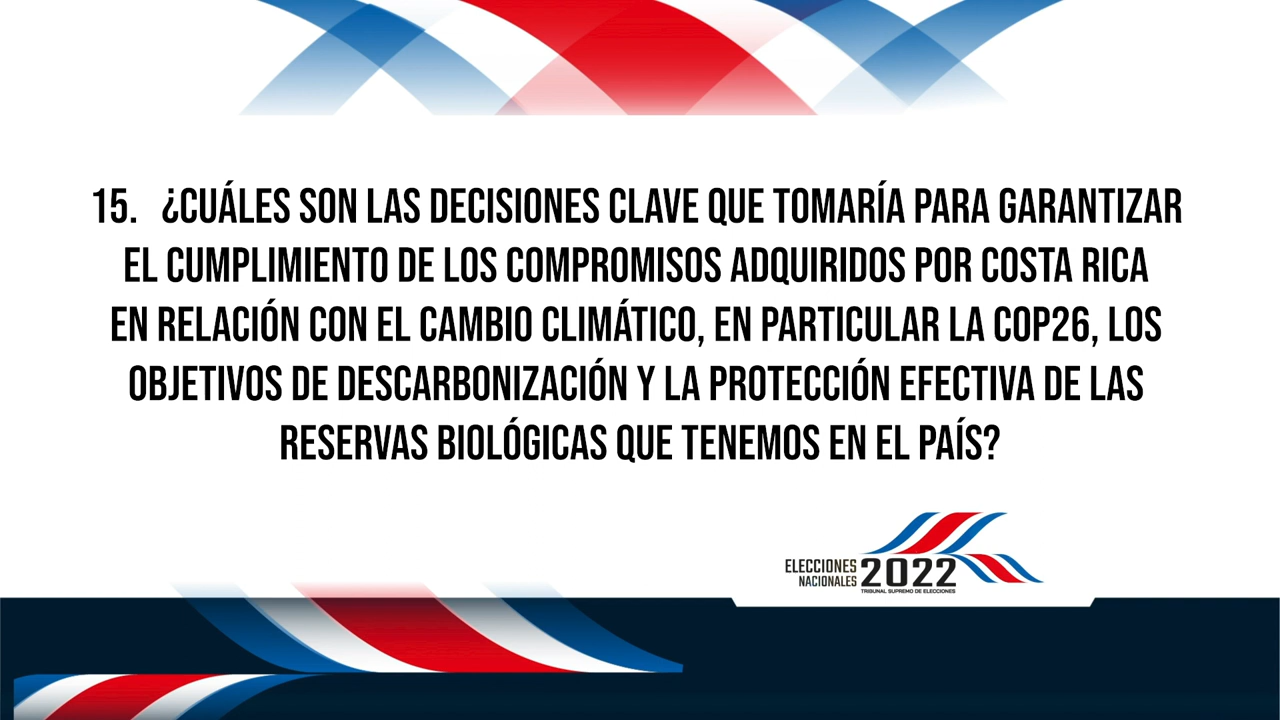 15. ¿CUÁLES SON LAS DECISIONES CLAVE QUE TOMARÍA PARA GARANTIZAR
EL CUMPLIMIENTO DE LOS COMPROMISOS ADQUIRIDOS POR COSTA RICA
EN RELACIÓN CON EL CAMBIO CLIMÁTICO, EN PARTICULAR LA COP26, LOS
OBJETIVOS DE DESCARBONIZACIÓN Y LA PROTECCIÓN EFECTIVA DE LAS
RESERVAS BIOLÓGICAS QUE TENEMOS EN EL PAÍS?
ELECCIONES
NACIONALES
2022
TRIBUNAL SUPREMO DE ELECCIONES